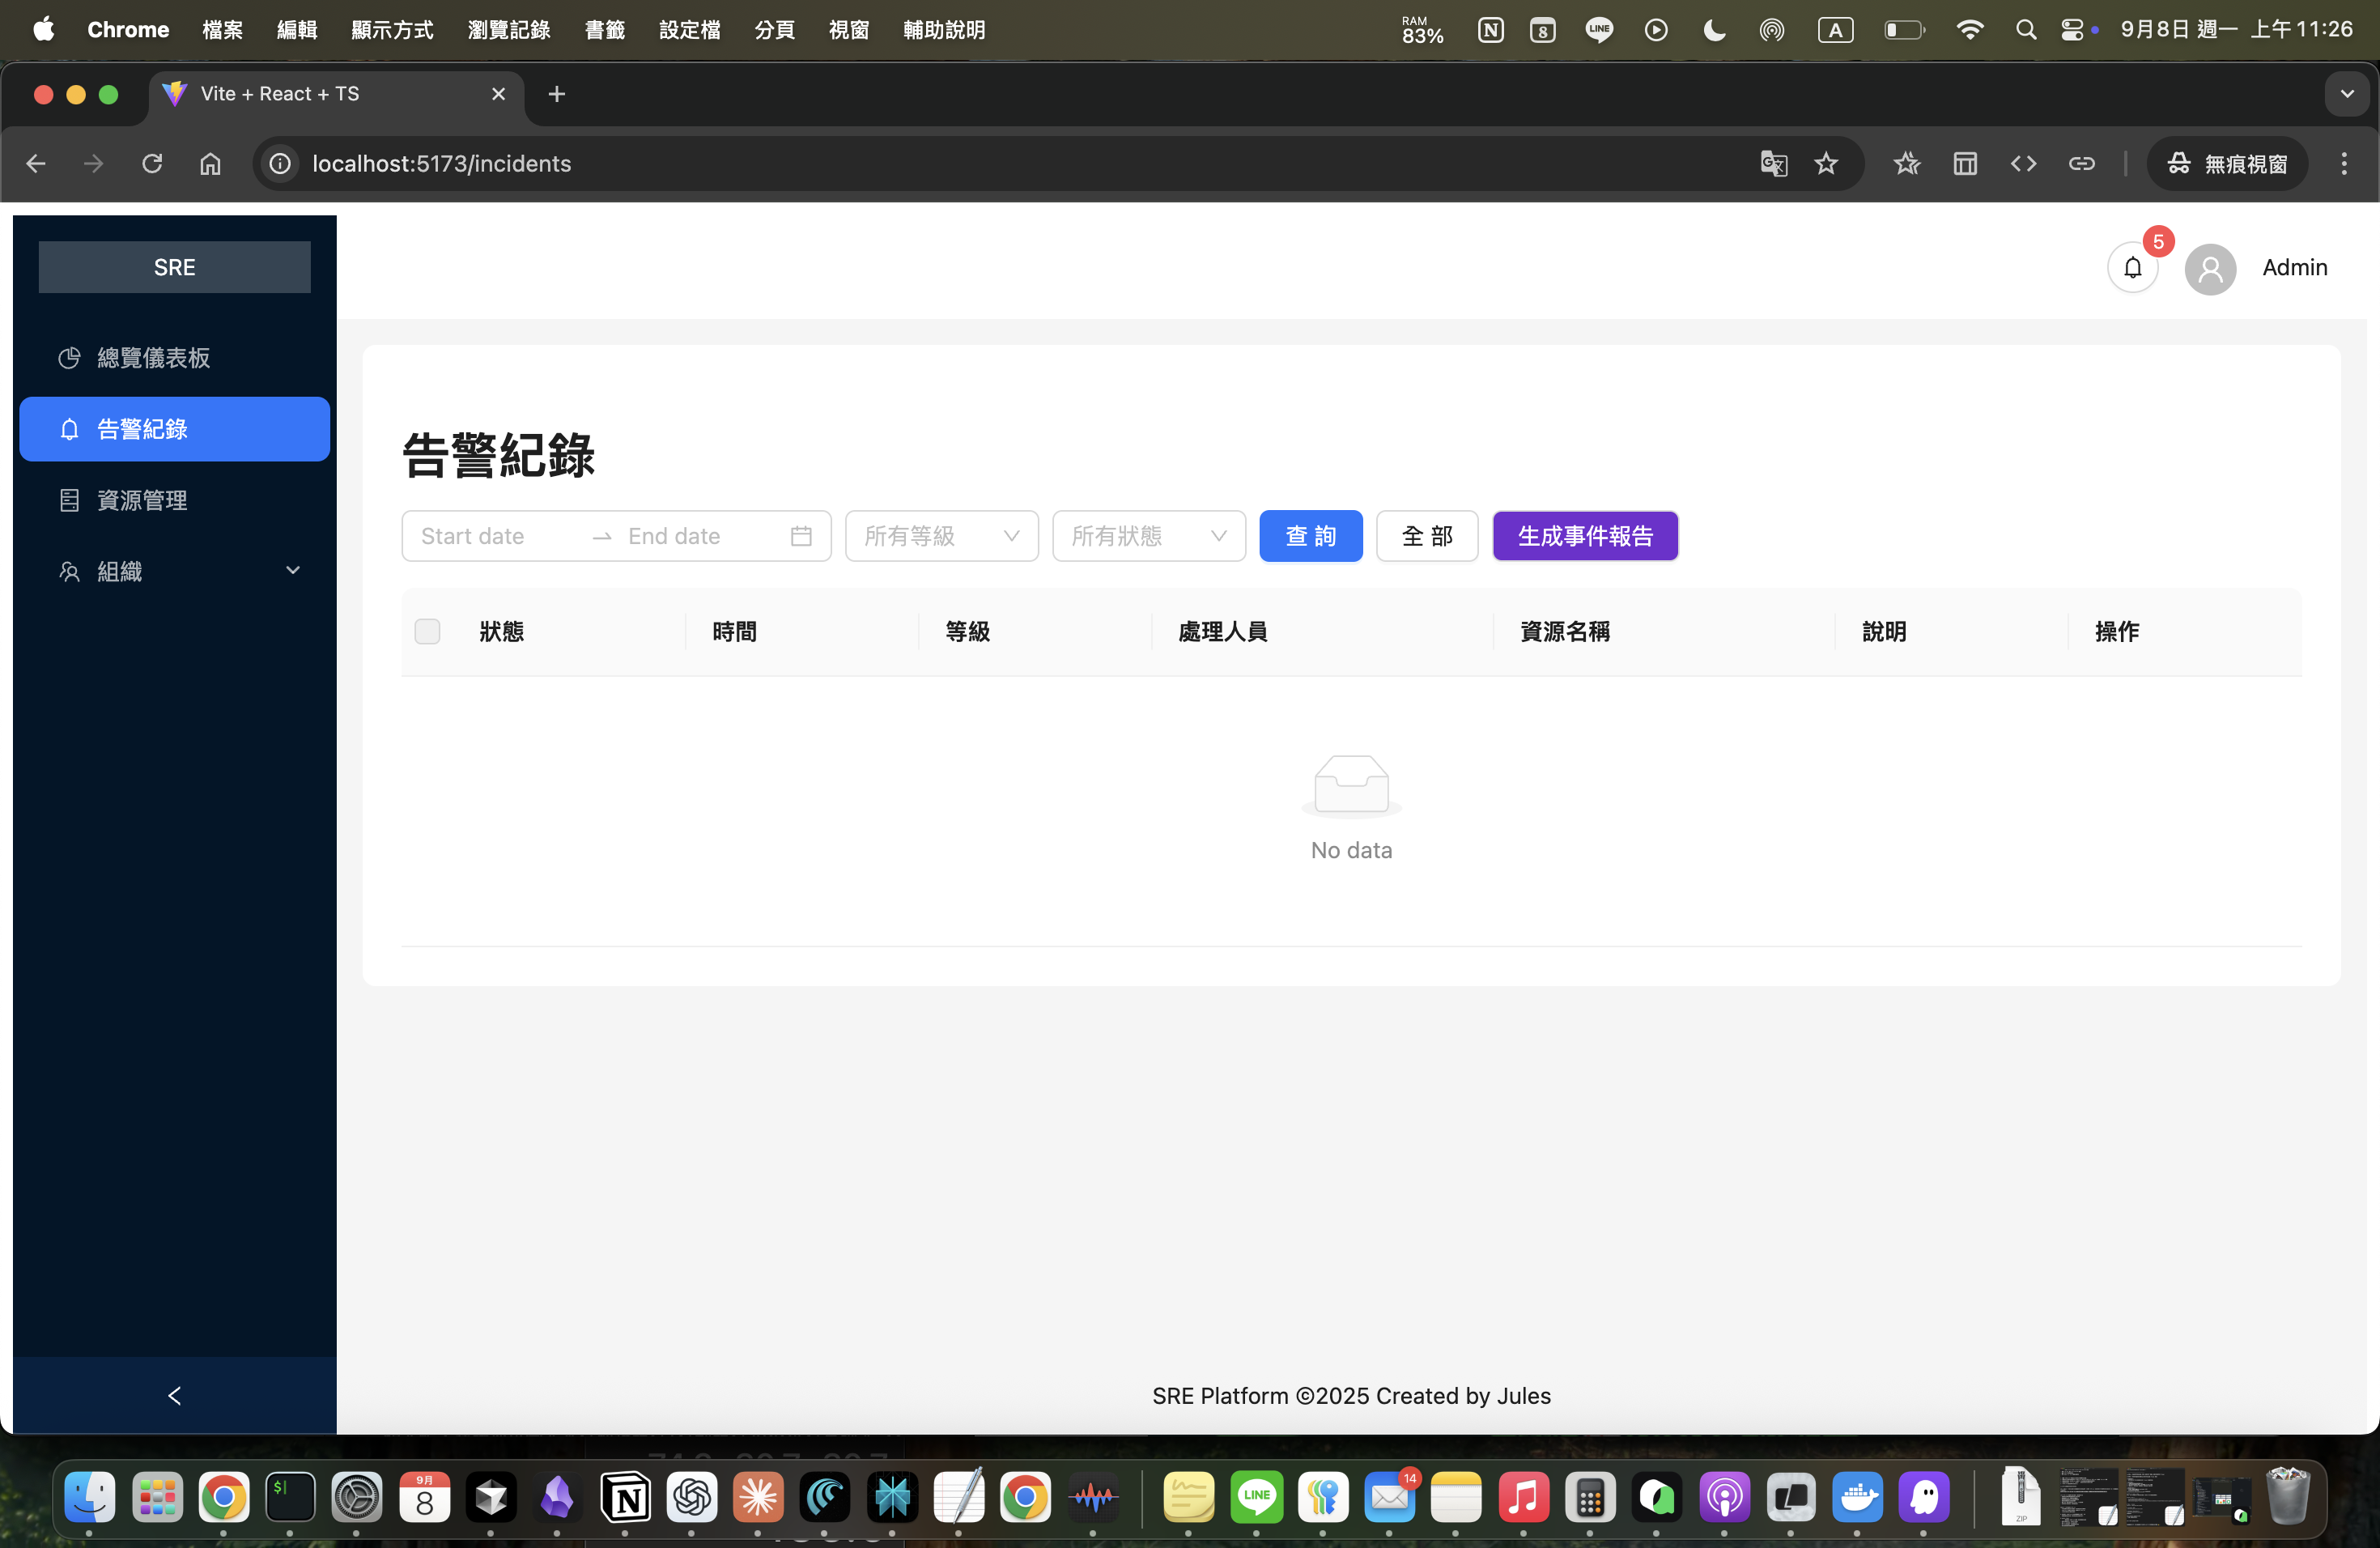 Chrome 檔案 編輯 顯示方式 瀏覽記錄 書籤 設定檔 分頁 視窗 輔助說明 RAM 83% N 8 LINE A 9月8日 週一 上午11:26
Vite + React + TS
localhost:5173/incidents 無痕視窗
SRE
5
Admin
總覽儀表板
告警紀錄
資源管理
組織
告警紀錄
Start date End date 所有等級 所有狀態 查詢 全部 生成事件報告
狀態 時間 等級 處理人員 資源名稱 說明 操作
No data
SRE Platform ©2025 Created by Jules
$ 9月 8 N LINE 14 ZIP